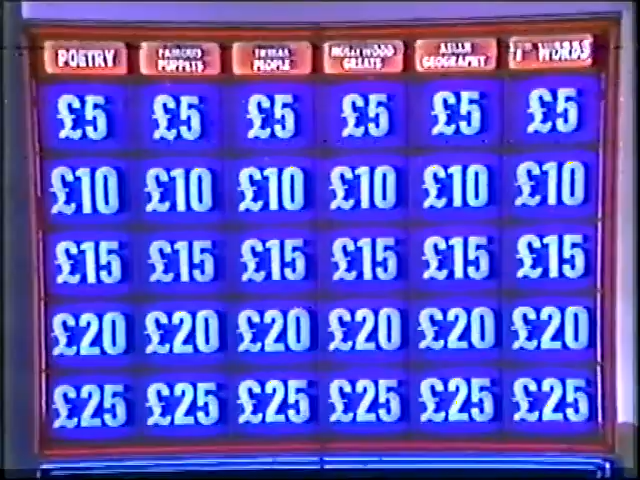 POETRY FAMOUS PUPPETS PEOPLE HOLLYWOOD GREATS ASIAN GEOGRAPHY WORDS
£5 £5 £5 £5 £5 £5
£10 £10 £10 £10 £10 £10
£15 £15 £15 £15 £15 £15
£20 £20 £20 £20 £20 £20
£25 £25 £25 £25 £25 £25